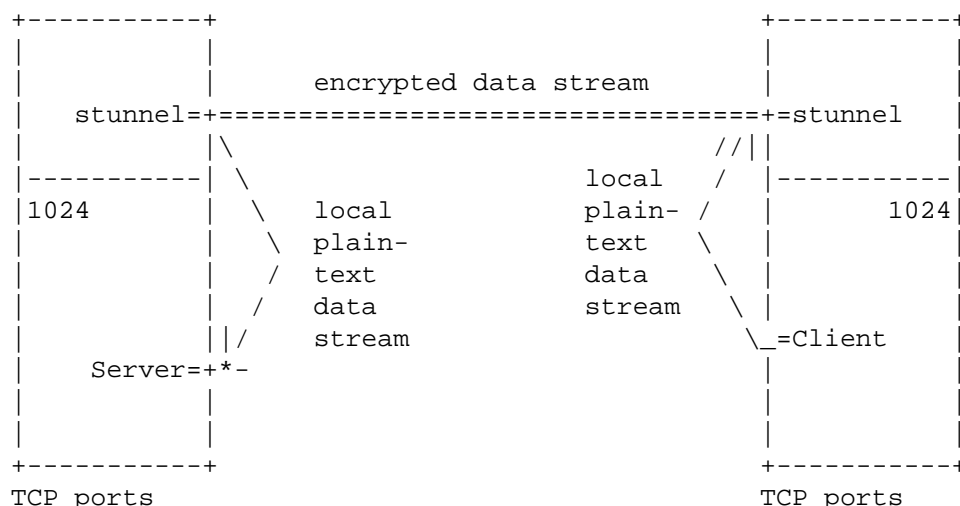 +-----------+                                  +-----------+
|           |                                  |           |
|           |      encrypted data stream       |           |
|   stunnel=+==================================+=stunnel   |
|           |\                              //||           |
|-----------| \                    local   /   |-----------|
|1024        \   local           plain- /    |       1024|
|           |   \  plain-          text   \    |           |
|           |   /  text            data    \   |           |
|           |  /   data            stream   \  |           |
|           ||/    stream                    \_=Client     |
|    Server=+*-                                |           |
|           |                                  |           |
|           |                                  |           |
+-----------+                                  +-----------+
TCP ports                                      TCP ports